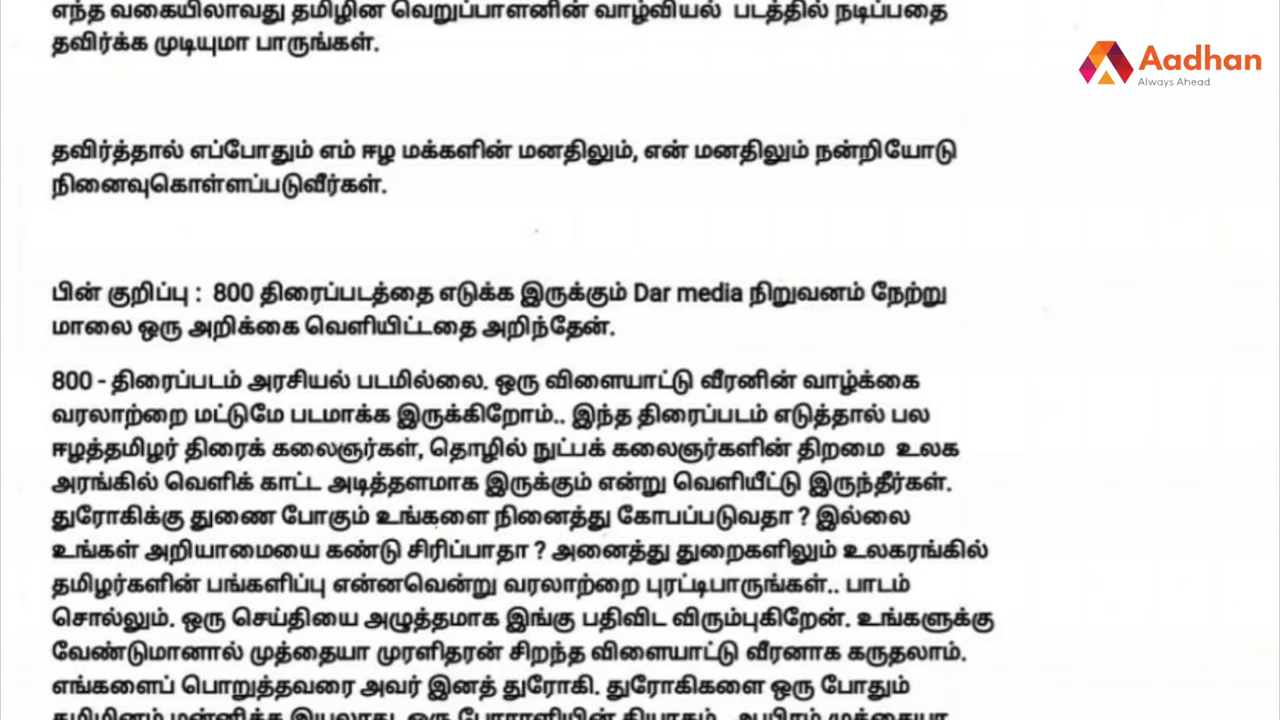 எந்த வகையிலாவது தமிழின வெறுப்பாளனின் வாழ்வியல் படத்தில் நடிப்பதை
தவிர்க்க முடியுமா பாருங்கள்.
Aadhan
Always Ahead
தவிர்த்தால் எப்போதும் எம் ஈழ மக்களின் மனதிலும், என் மனதிலும் நன்றியோடு
நினைவுகொள்ளப்படுவீர்கள்.
பின் குறிப்பு : 800 திரைப்படத்தை எடுக்க இருக்கும் Dar media நிறுவனம் நேற்று
மாலை ஒரு அறிக்கை வெளியிட்டதை அறிந்தேன்.
800 - திரைப்படம் அரசியல் படமில்லை. ஒரு விளையாட்டு வீரனின் வாழ்க்கை
வரலாற்றை மட்டுமே படமாக்க இருக்கிறோம்.. இந்த திரைப்படம் எடுத்தால் பல
ஈழத்தமிழர் திரைக் கலைஞர்கள், தொழில் நுட்பக் கலைஞர்களின் திறமை உலக
அரங்கில் வெளிக் காட்ட அடித்தளமாக இருக்கும் என்று வெளியீட்டு இருந்தீர்கள்.
துரோகிக்கு துணை போகும் உங்களை நினைத்து கோபப்படுவதா ? இல்லை
உங்கள் அறியாமையை கண்டு சிரிப்பாதா ? அனைத்து துறைகளிலும் உலகரங்கில்
தமிழர்களின் பங்களிப்பு என்னவென்று வரலாற்றை புரட்டிபாருங்கள்.. பாடம்
சொல்லும். ஒரு செய்தியை அழுத்தமாக இங்கு பதிவிட விரும்புகிறேன். உங்களுக்கு
வேண்டுமானால் முத்தையா முரளிதரன் சிறந்த விளையாட்டு வீரனாக கருதலாம்.
எங்களைப் பொறுத்தவரை அவர் இனத் துரோகி. துரோகிகளை ஒரு போதும்
தமிழினம் மன்னிக்க இயலாது. ஒரு போராளியின் தியாகம்